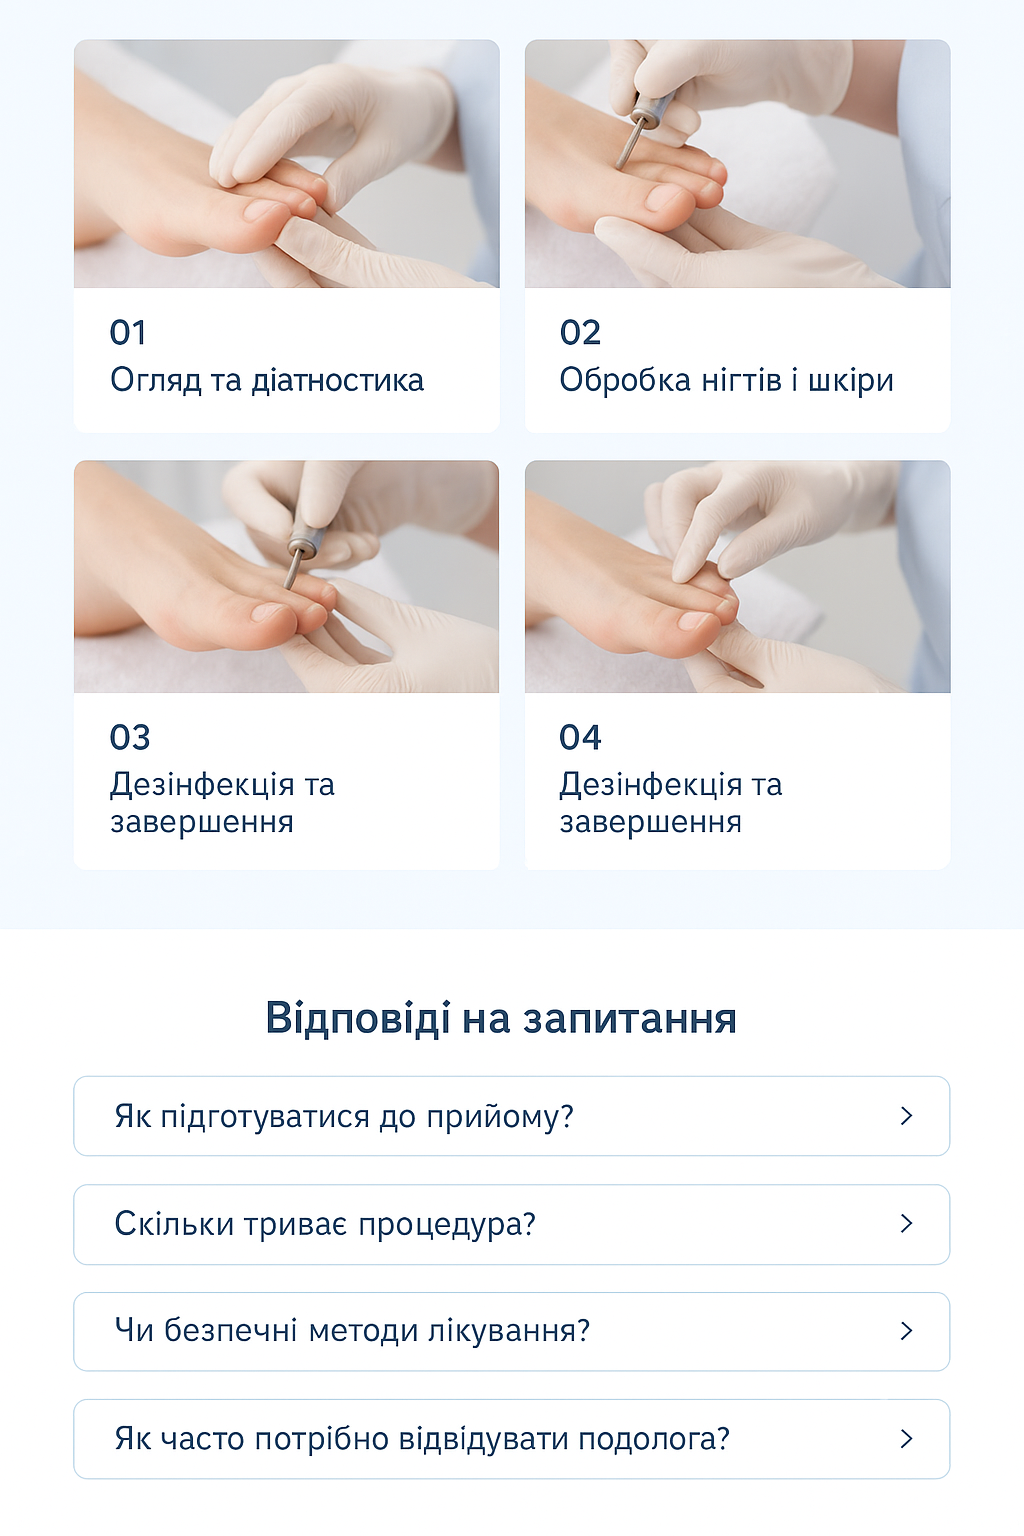 01
Огляд та діатностика
02
Обробка нігтів і шкіри
03
Дезінфекція та
завершення
04
Дезінфекція та
завершення
Відповіді на запитання
Як підготуватися до прийому?
Скільки триває процедура?
Чи безпечні методи лікування?
Як часто потрібно відвідувати подолога?